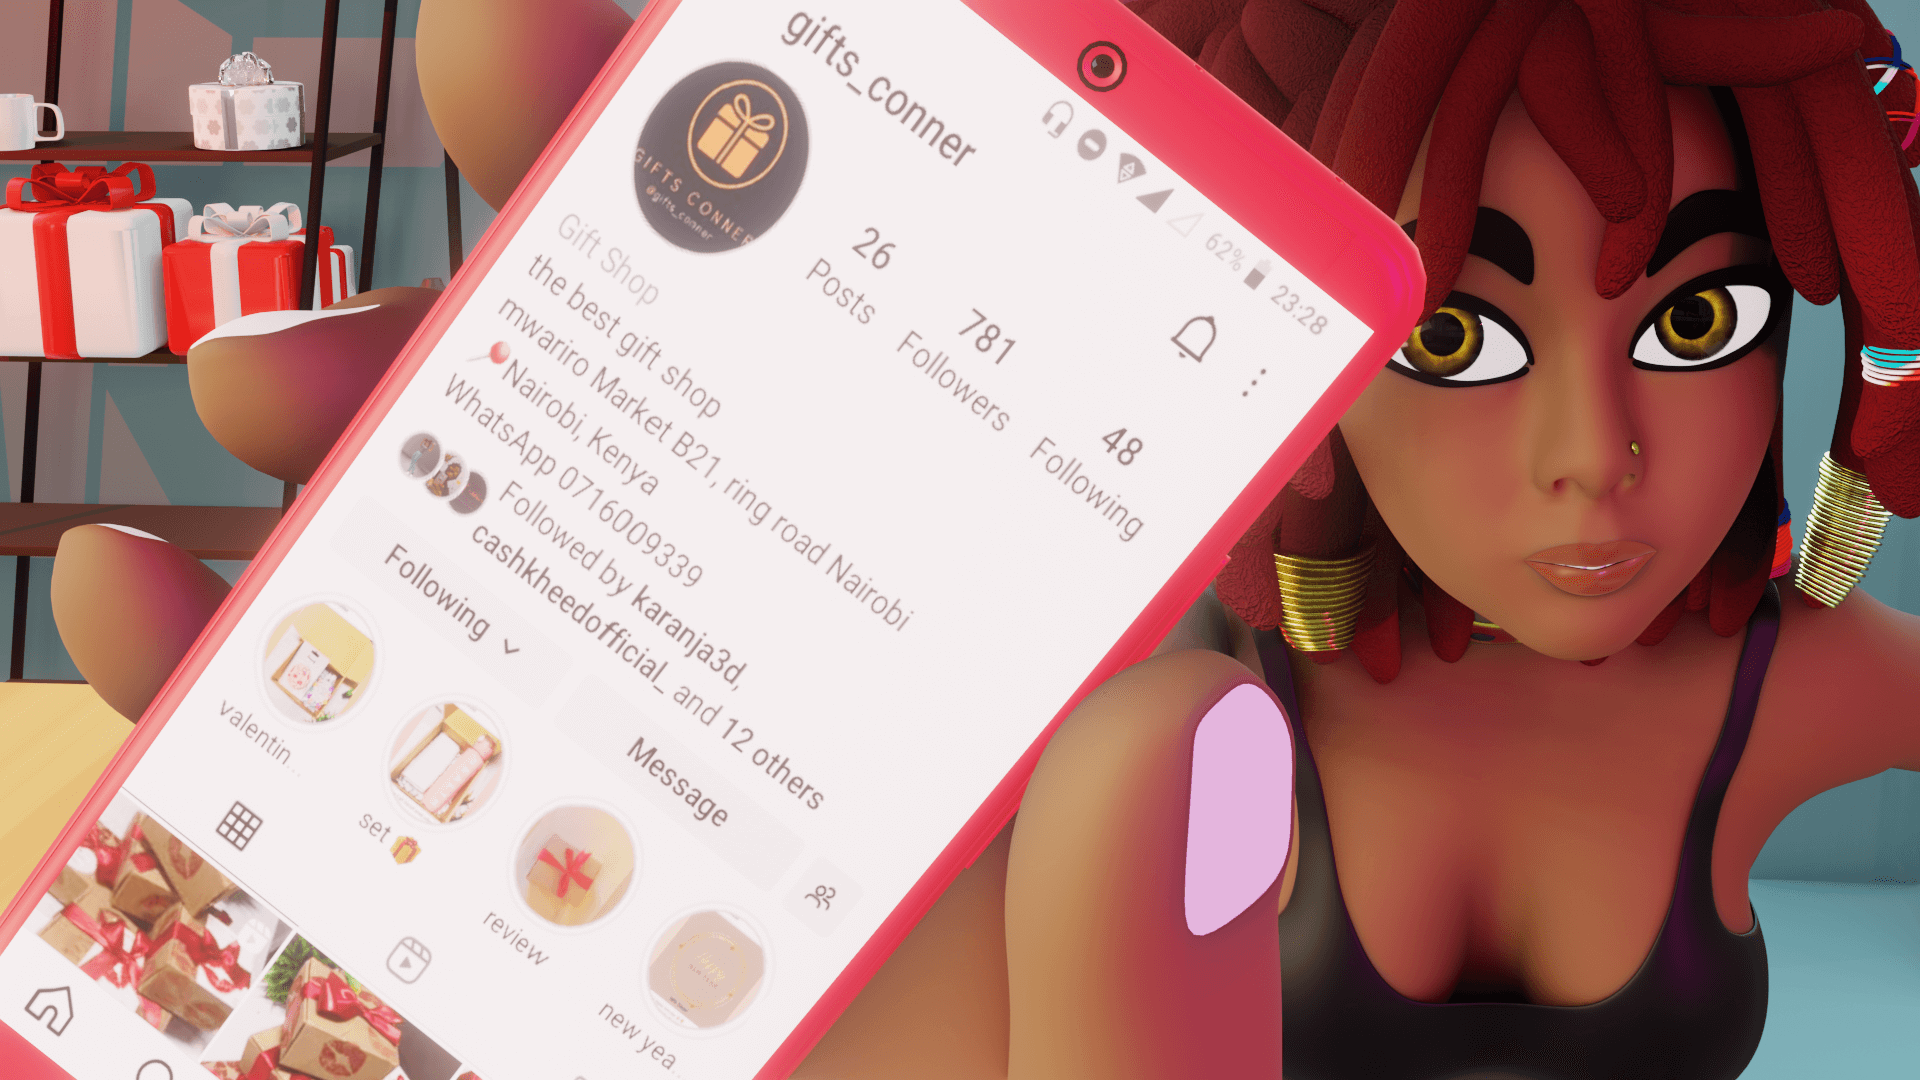 gifts_conner
62% 23:28
GIFTS CONNER
@gifts_conner
26
Posts
781
Followers
48
Following
Gift Shop
the best gift shop
mwariro Market B21, ring road Nairobi
📍Nairobi, Kenya
WhatsApp 0716009339
Followed by karanja3d,
cashkheedofficial_ and 12 others
Following
Message
valentin...
set 🎁
review
new yea...